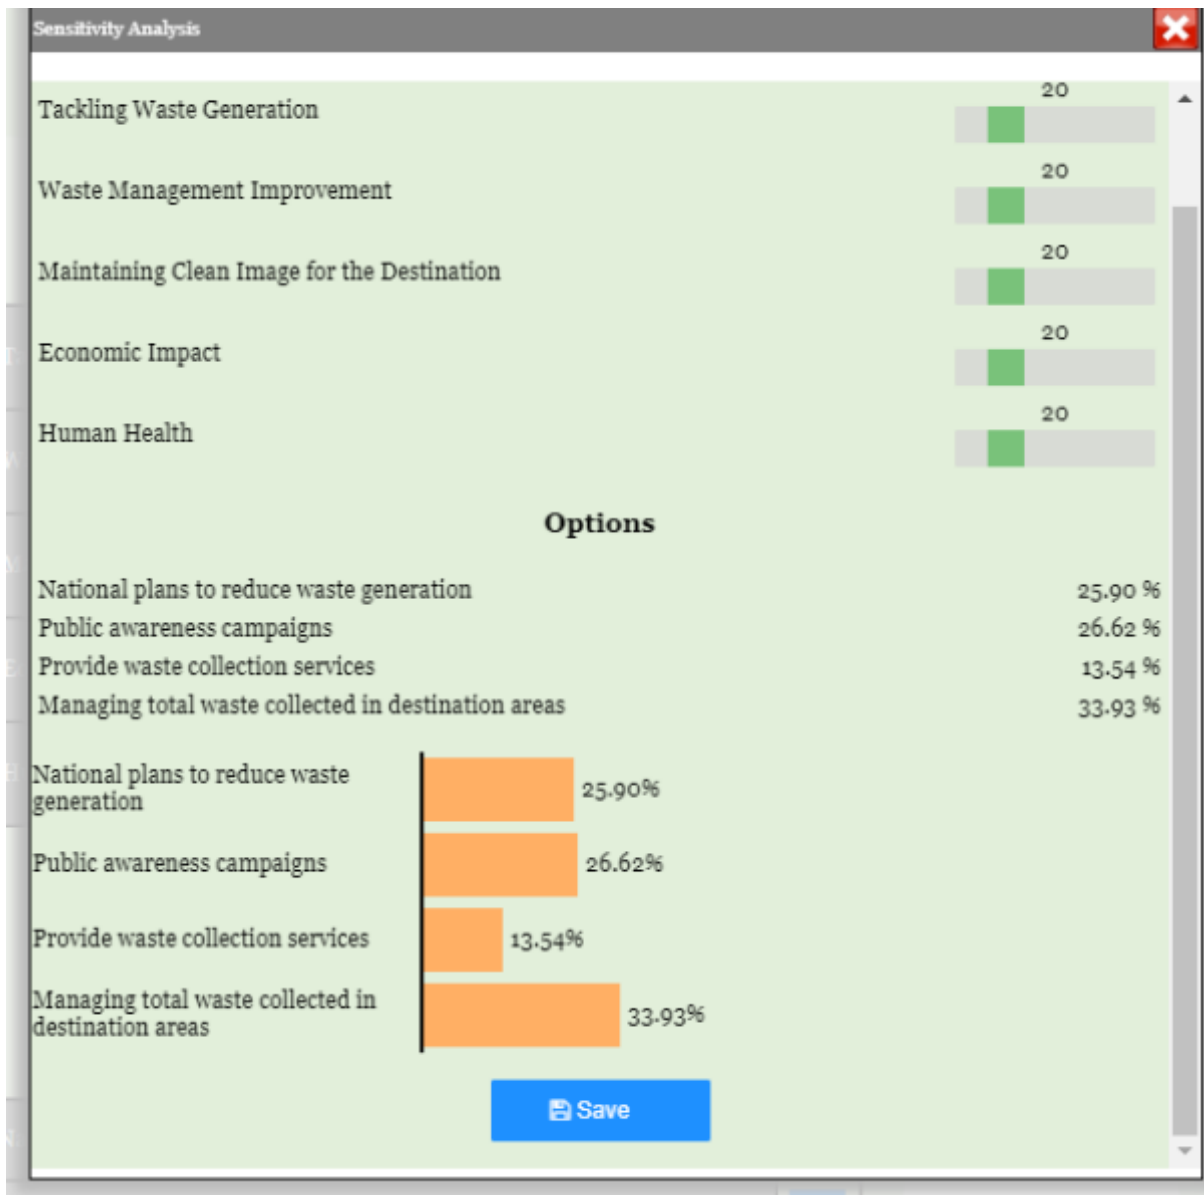 Sensitivity Analysis
20
Tackling Waste Generation
20
Waste Management Improvement
20
Maintaining Clean Image for the Destination
20
Economic Impact
20
Human Health
Options
National plans to reduce waste generation 25.90 %
Public awareness campaigns 26.62 %
Provide waste collection services 13.54 %
Managing total waste collected in destination areas 33.93 %
National plans to reduce waste
generation
25.90%
Public awareness campaigns 26.62%
Provide waste collection services 13.54%
Managing total waste collected in
destination areas
33.93%
Save